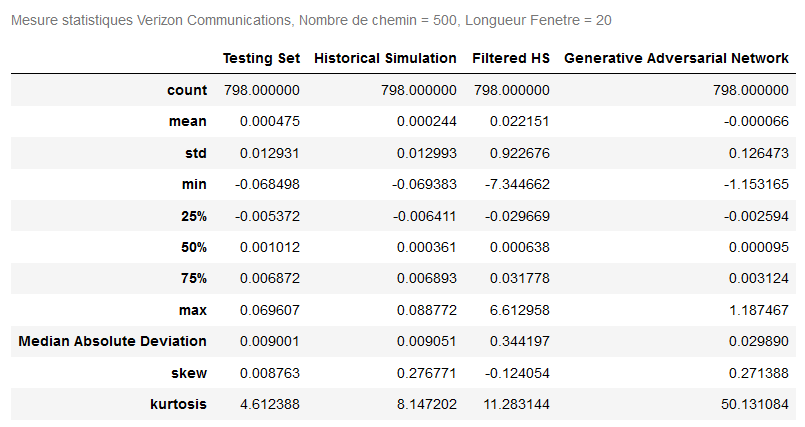 Mesure statistiques Verizon Communications, Nombre de chemin = 500, Longueur Fenetre = 20
Testing Set Historical Simulation Filtered HS Generative Adversarial Network
count 798.000000 798.000000 798.000000 798.000000
mean 0.000475 0.000244 0.022151 -0.000066
std 0.012931 0.012993 0.922676 0.126473
min -0.068498 -0.069383 -7.344662 -1.153165
25% -0.005372 -0.006411 -0.029669 -0.002594
50% 0.001012 0.000361 0.000638 0.000095
75% 0.006872 0.006893 0.031778 0.003124
max 0.069607 0.088772 6.612958 1.187467
Median Absolute Deviation 0.009001 0.009051 0.344197 0.029890
skew 0.008763 0.276771 -0.124054 0.271388
kurtosis 4.612388 8.147202 11.283144 50.131084